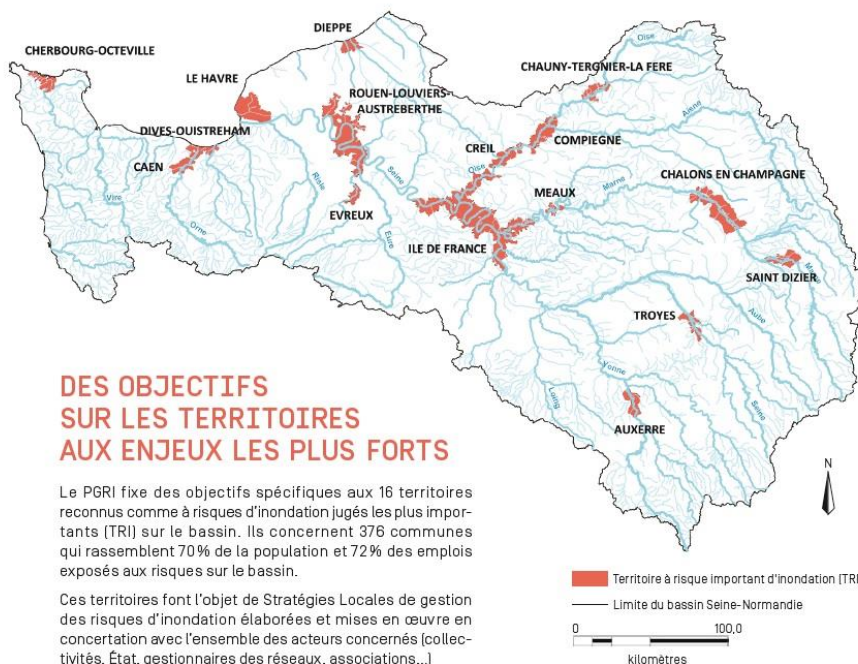 DIEPPE
CHERBOURG-OCTEVILLE
Oise
CHAUNY-TERGNIER-LA FERE
LE HAVRE
ROUEN-LOUVIERS-
AUSTREBERTHE
Aisne
DIVES-OUISTREHAM
CREIL
COMPIEGNE
CAEN
Seine
Oise
CHALONS EN CHAMPAGNE
MEAUX
Marne
Vire
Risle
EVREUX
Orne
Eure
ILE DE FRANCE
SAINT DIZIER
TROYES
Aube
Yonne
Loing
Seine
AUXERRE
DES OBJECTIFS
SUR LES TERRITOIRES
AUX ENJEUX LES PLUS FORTS
N
Le PGRI fixe des objectifs spécifiques aux 16 territoires
reconnus comme à risques d'inondation jugés les plus impor-
tants (TRI) sur le bassin. Ils concernent 376 communes
qui rassemblent 70 % de la population et 72 % des emplois
exposés aux risques sur le bassin.
Ces territoires font l'objet de Stratégies Locales de gestion
des risques d'inondation élaborées et mises en œuvre en
concertation avec l'ensemble des acteurs concernés (collec-
tivités, État, gestionnaires des réseaux, associations...)
Territoire à risque important d'inondation (TRI
Limite du bassin Seine-Normandie
0 100,0
kilomètres